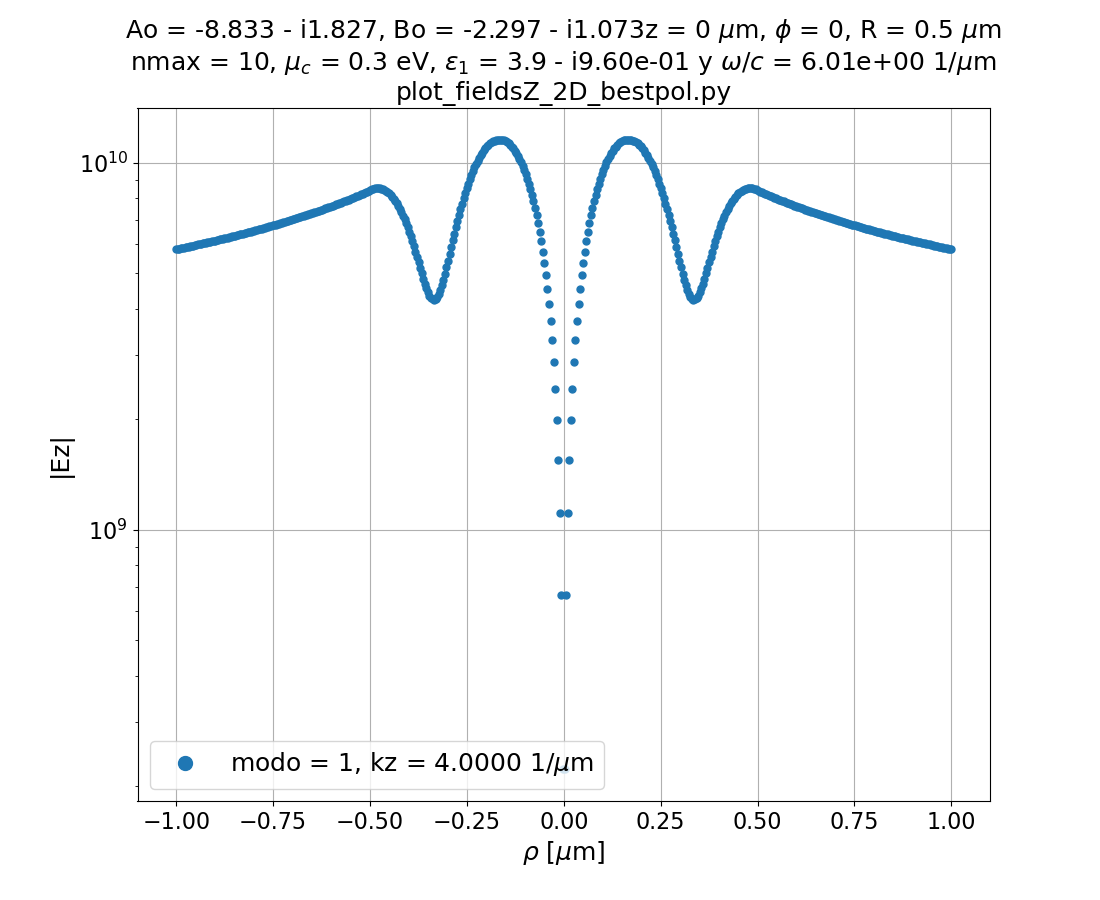 Ao = -8.833 - i1.827, Bo = -2.297 - i1.073z = 0 μm, ϕ = 0, R = 0.5 μm
nmax = 10, μ_c = 0.3 eV, ε_1 = 3.9 - i9.60e-01 y ω/c = 6.01e+00 1/μm
plot_fieldsZ_2D_bestpol.py
10^10
10^9
|Ez|
modo = 1, kz = 4.0000 1/μm
−1.00 −0.75 −0.50 −0.25 0.00 0.25 0.50 0.75 1.00
ρ [μm]